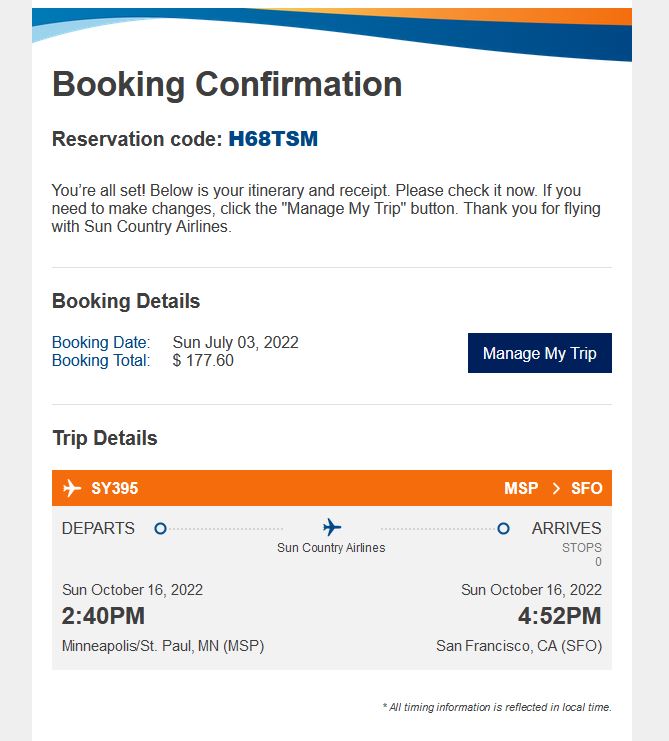 Booking Confirmation
Reservation code: H68TSM
You're all set! Below is your itinerary and receipt. Please check it now. If you
need to make changes, click the "Manage My Trip" button. Thank you for flying
with Sun Country Airlines.
Booking Details
Booking Date: Sun July 03, 2022
Booking Total: $ 177.60
Manage My Trip
Trip Details
SY395 MSP > SFO
DEPARTS ARRIVES
Sun Country Airlines STOPS
0
Sun October 16, 2022 Sun October 16, 2022
2:40PM 4:52PM
Minneapolis/St. Paul, MN (MSP) San Francisco, CA (SFO)
* All timing information is reflected in local time.